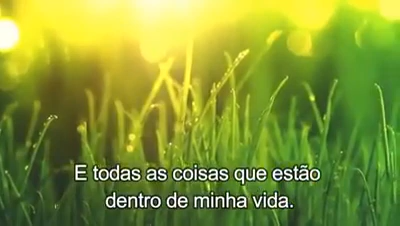 E todas as coisas que estão
dentro de minha vida.